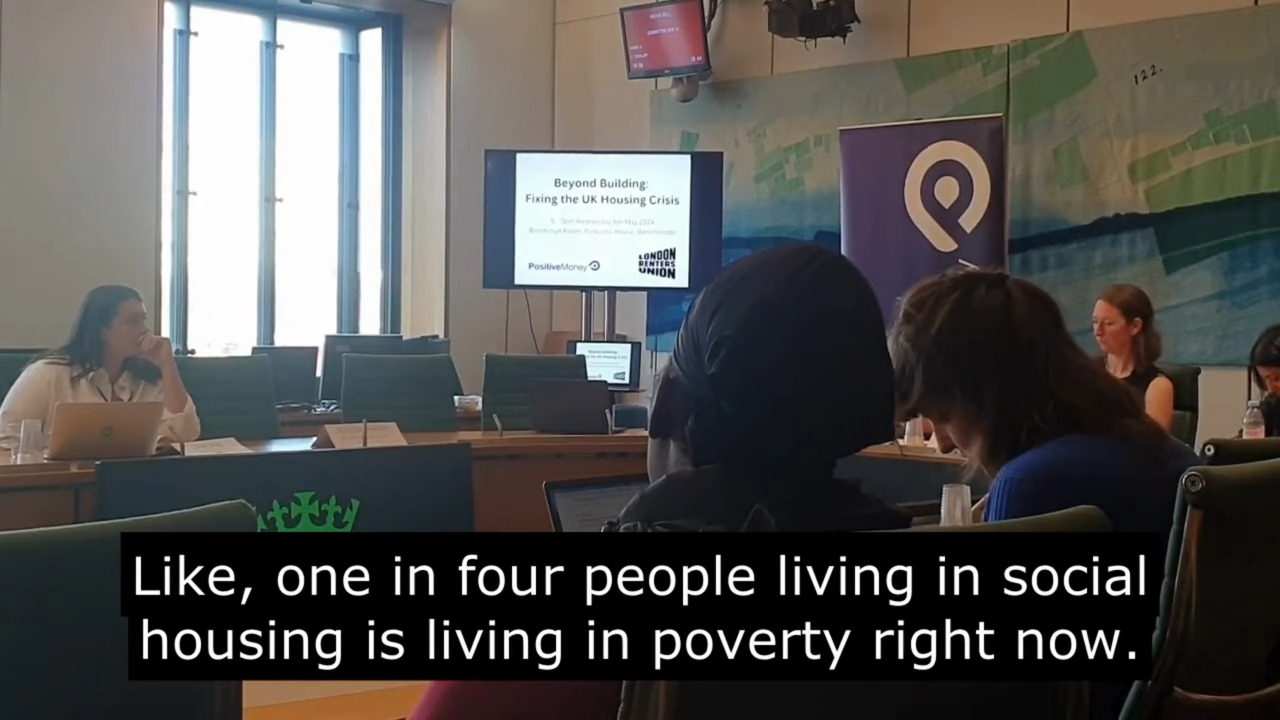 122.
Beyond Building:
Fixing the UK Housing Crisis
PositiveMoney
LONDON
RENTERS
UNION
Like, one in four people living in social
housing is living in poverty right now.